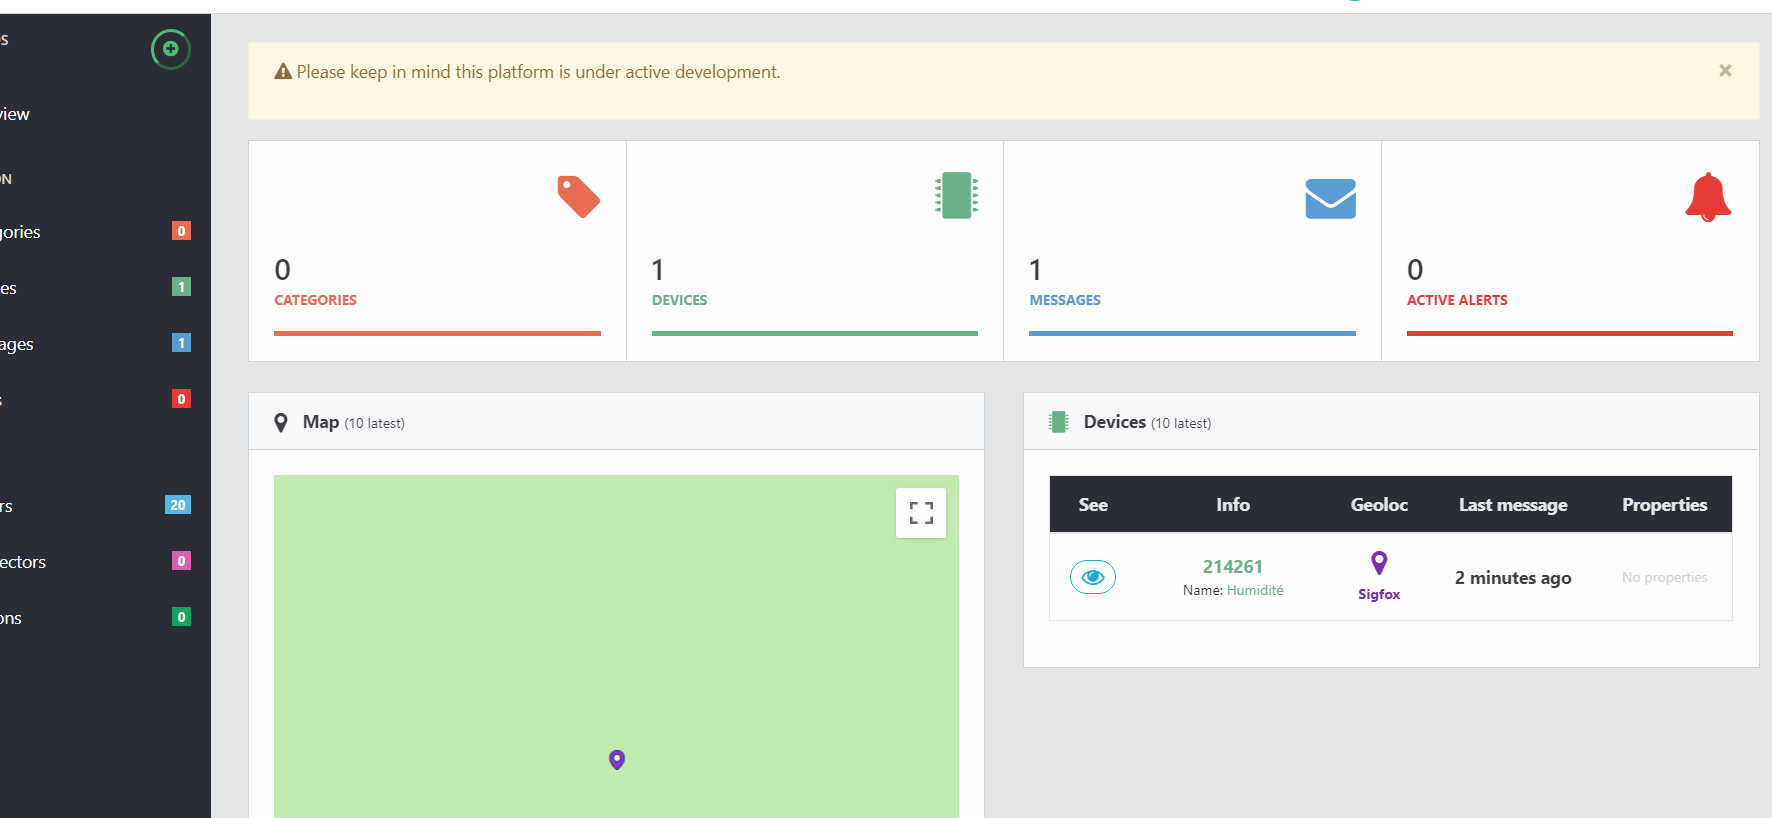 s
view
ON
gories 0
es 1
ages 1
s 0
rs 20
ectors 0
ons 0
Please keep in mind this platform is under active development. ×
0
CATEGORIES
1
DEVICES
1
MESSAGES
0
ACTIVE ALERTS
Map (10 latest)
Devices (10 latest)
See Info Geoloc Last message Properties
214261
Name: Humidité
Sigfox
2 minutes ago
No properties